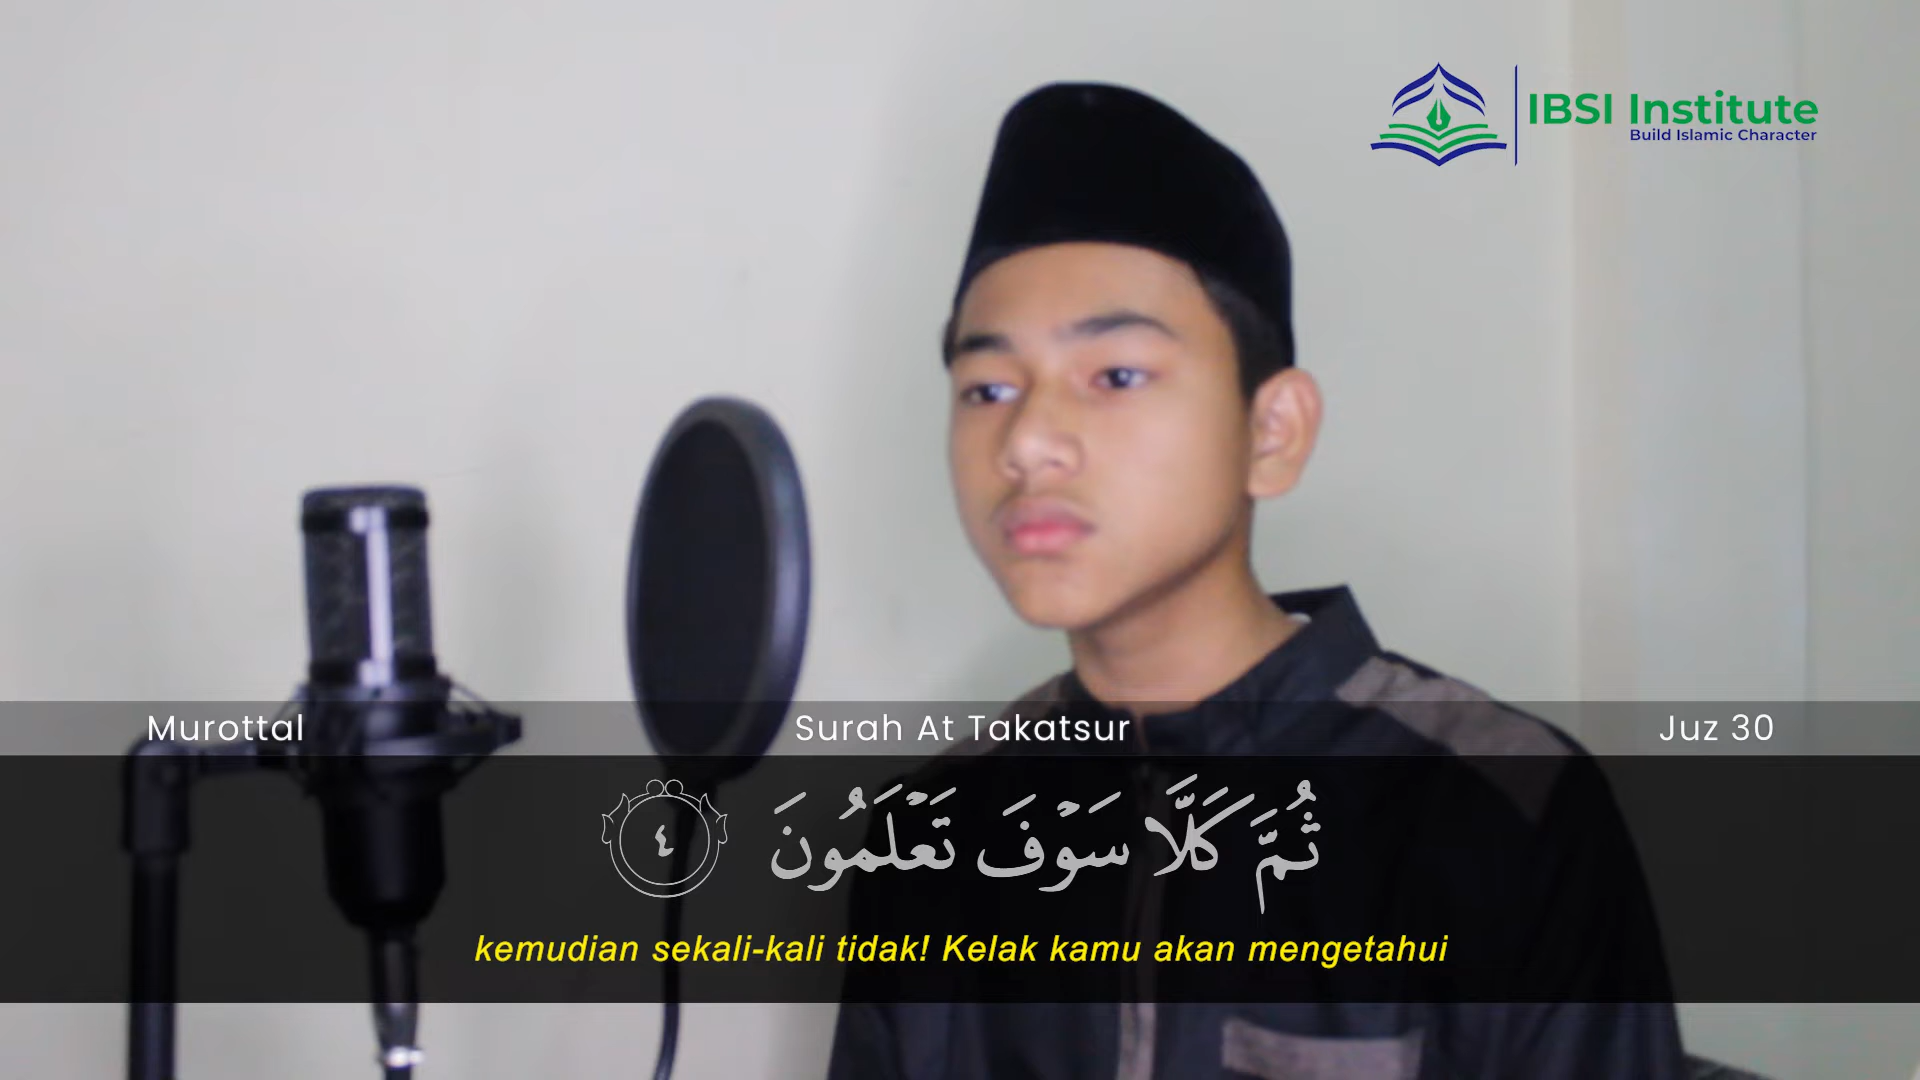 IBSI Institute
Build Islamic Character
Murottal
Surah At Takatsur
Juz 30
ثُمَّ كَلَّا سَوْفَ تَعْلَمُونَ ٤
kemudian sekali-kali tidak! Kelak kamu akan mengetahui